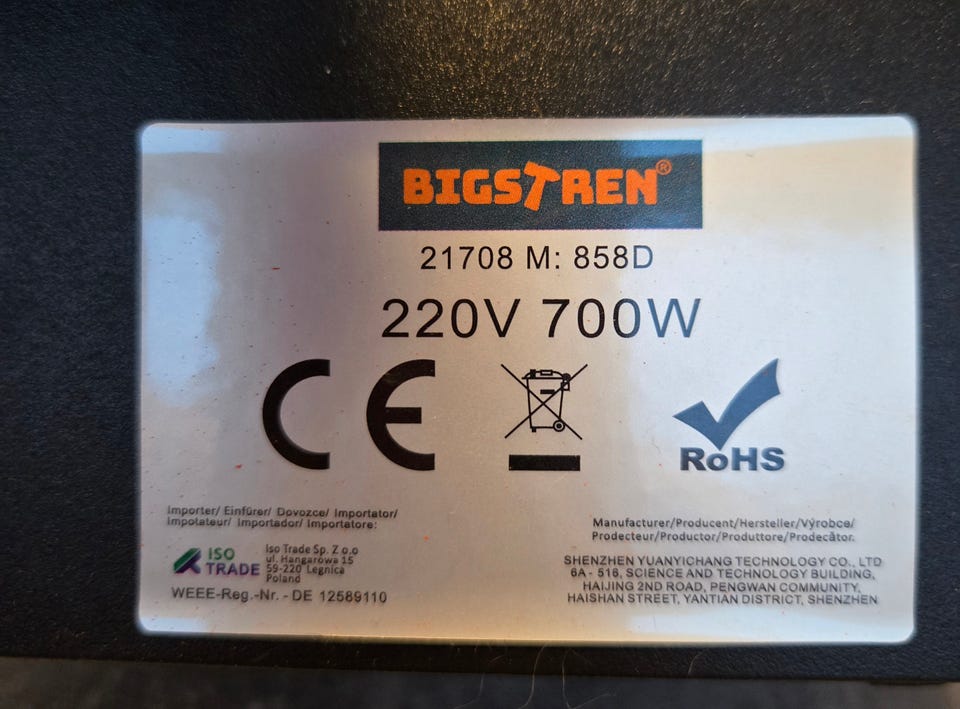 BIGSTREN®
21708 M: 858D
220V 700W
CE
RoHS
Importer/ Einfürer/ Dovozce/ Importator/
Impotateur/ Importador/ Importatore:
ISO
TRADE
Iso Trade Sp. Z o.o
ul. Hangarowa 15
59-220 Legnica
Poland
WEEE-Reg.-Nr. - DE 12589110
Manufacturer/Producent/Hersteller/Výrobce/
Prodecteur/Productor/Produttore/Prodecător.
SHENZHEN YUANYICHANG TECHNOLOGY CO., LTD
6A - 516, SCIENCE AND TECHNOLOGY BUILDING,
HAIJING 2ND ROAD, PENGWAN COMMUNITY,
HAISHAN STREET, YANTIAN DISTRICT, SHENZHEN